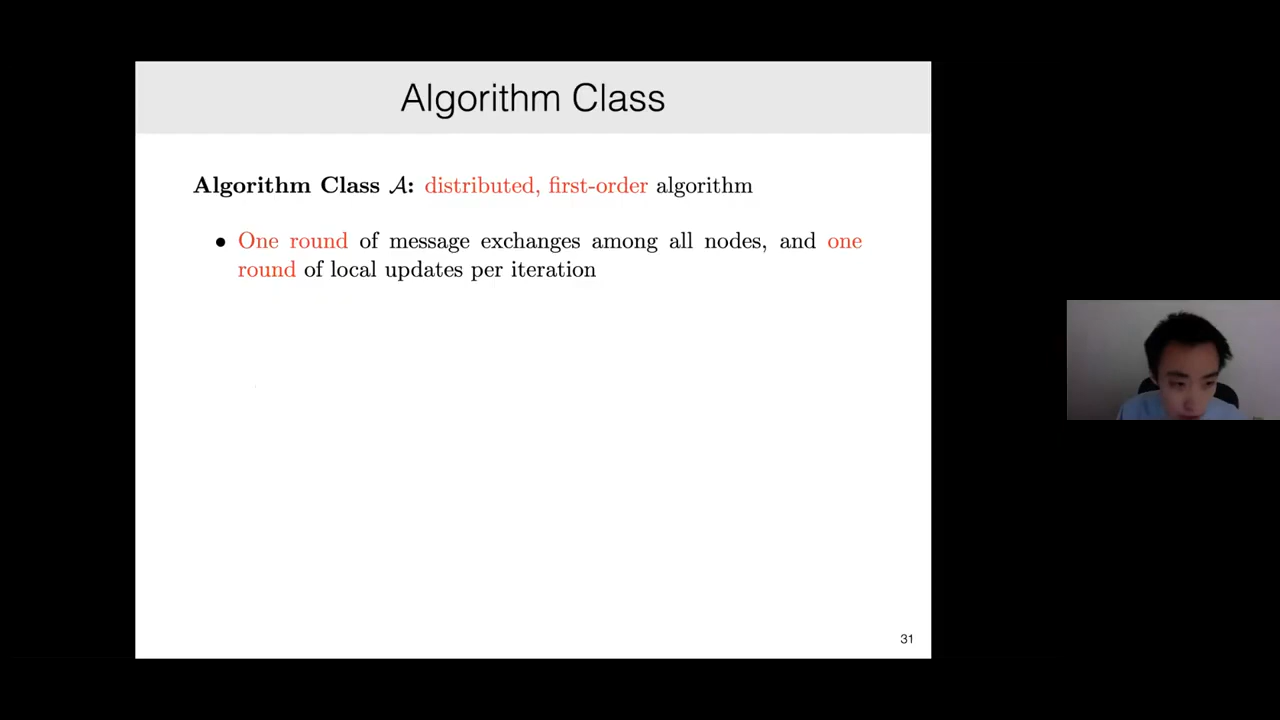 Algorithm Class
Algorithm Class 𝒜: distributed, first-order algorithm
• One round of message exchanges among all nodes, and one
round of local updates per iteration
31